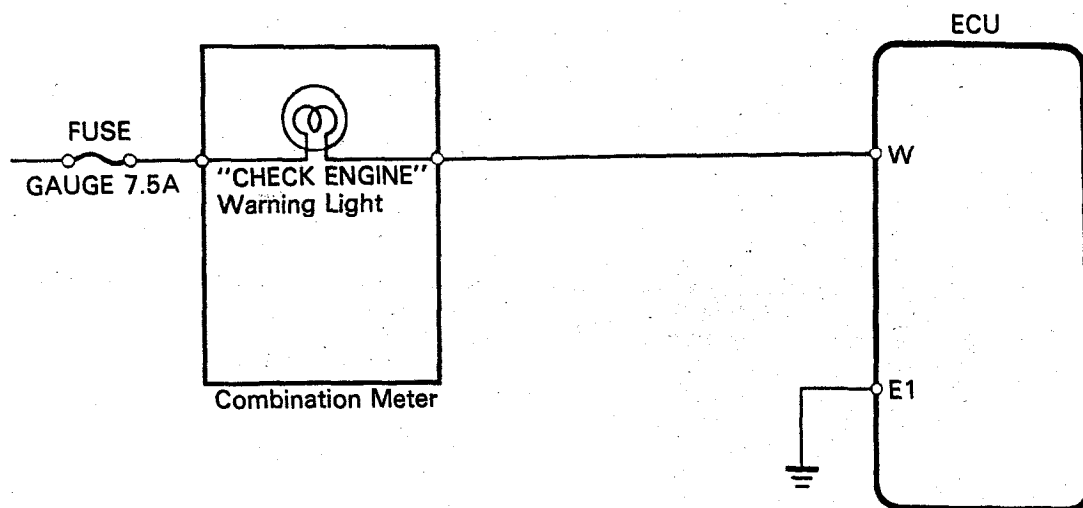 ECU
FUSE
GAUGE 7.5A
"CHECK ENGINE"
Warning Light
W
E1
Combination Meter